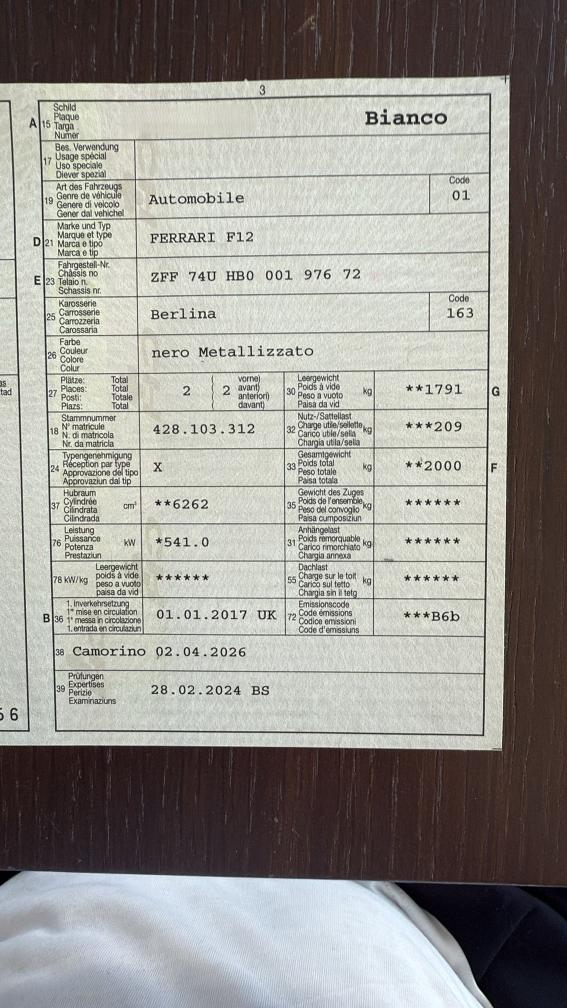 3
A 15 Schild
Plaque
Targa
Numer
Bianco
17 Bes. Verwendung
Usage spécial
Uso speciale
Diever spezial
19 Art des Fahrzeugs
Genre de véhicule
Genere di veicolo
Gener dal vehichel
Automobile
Code
01
D 21 Marke und Typ
Marque et type
Marca e tipo
Marca e tip
FERRARI F12
E 23 Fahrgestell-Nr.
Châssis no
Telaio n.
Schassis nr.
ZFF 74U HB0 001 976 72
25 Karosserie
Carrosserie
Carrozzeria
Carossaria
Berlina
Code
163
26 Farbe
Couleur
Colore
Colur
nero Metallizzato
27 Plätze: Total
Places: Total
Posti: Totale
Plazs: Total
2
2
vorne)
avant)
anteriori)
davant)
30 Leergewicht
Poids à vide
Peso a vuoto
Paisa da vid
kg
**1791
G
18 Stammnummer
N° matricule
N. di matricola
Nr. da matricla
428.103.312
32 Nutz-/Sattellast
Charge utile/sellette
Carico utile/sella
Chargia utila/sella
kg
***209
24 Typengenehmigung
Réception par type
Approvazione del tipo
Approvaziun dal tip
X
33 Gesamtgewicht
Poids total
Peso totale
Paisa totala
kg
**2000
F
37 Hubraum
Cylindrée
Cilindrata
Cilindrada
cm³
**6262
35 Gewicht des Zuges
Poids de l'ensemble
Peso del convoglio
Paisa cumposiziun
kg
******
76 Leistung
Puissance
Potenza
Prestaziun
kW
*541.0
31 Anhängelast
Poids remorquable
Carico rimorchiato
Chargia annexa
kg
******
78 kW/kg
Leergewicht
poids à vide
peso a vuoto
paisa da vid
******
55 Dachlast
Charge sur le toit
Carico sul tetto
Chargia sin il tetg
kg
******
B 36 1. Inverkehrsetzung
1re mise en circulation
1a messa in circolazione
1. entrada en circulaziun
01.01.2017 UK
72 Emissionscode
Code émissions
Codice emissioni
Code d'emissiuns
***B6b
38 Camorino 02.04.2026
39 Prüfungen
Expertises
Perizie
Examinaziuns
28.02.2024 BS
56